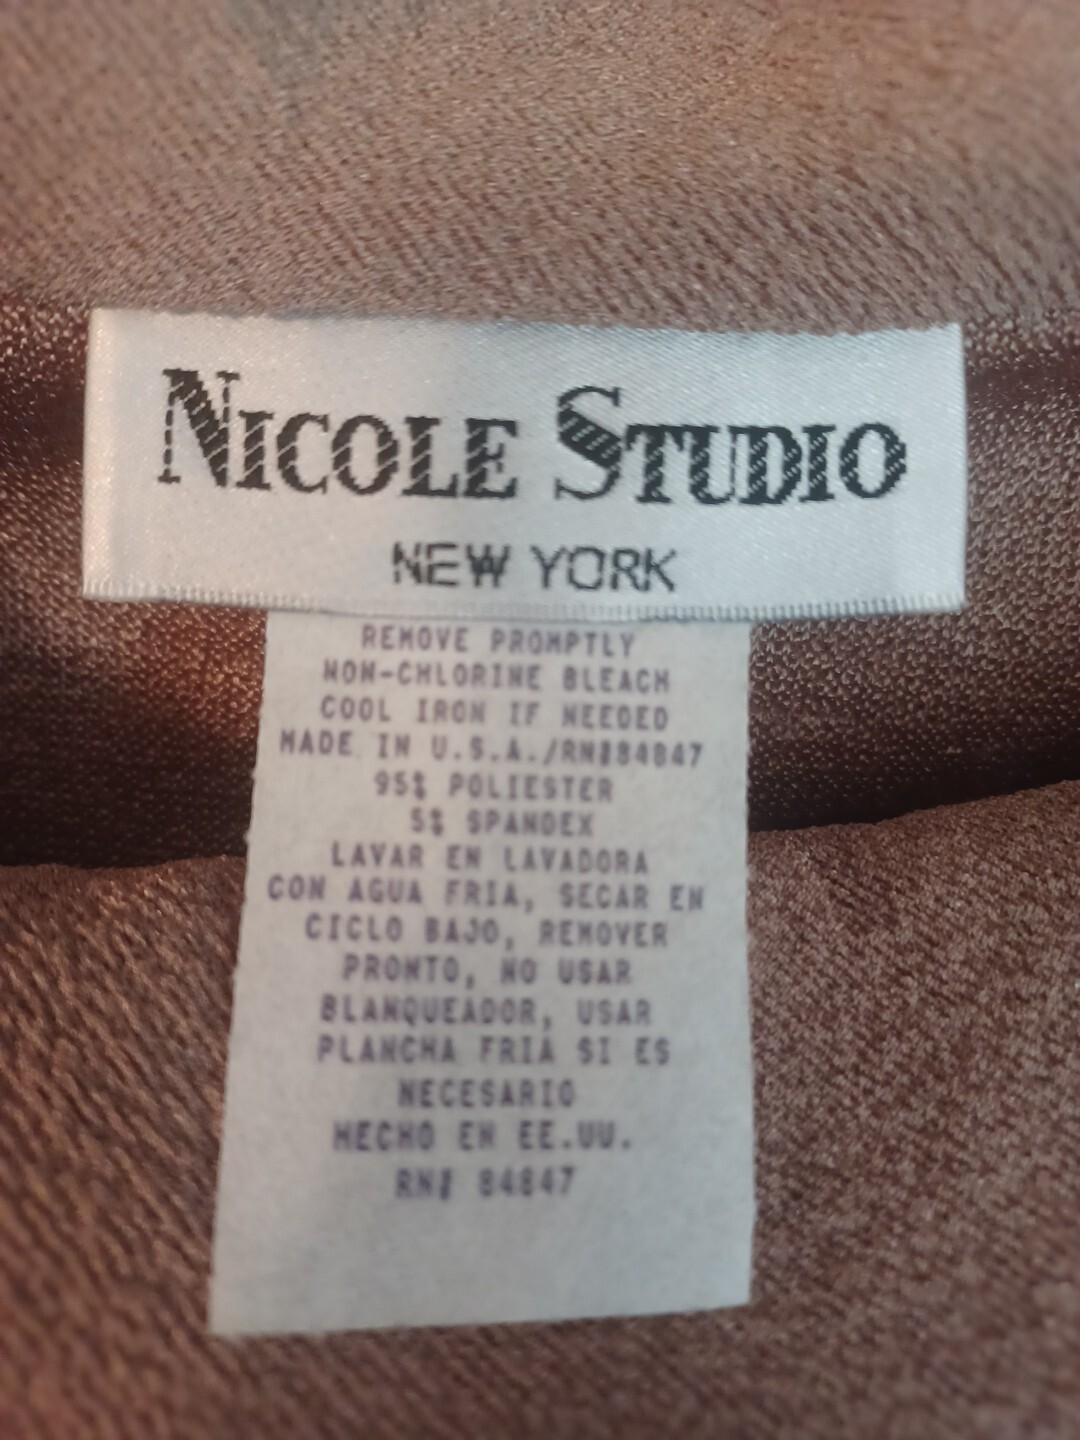 NICOLE STUDIO
NEW YORK
REMOVE PROMPTLY
NON-CHLORINE BLEACH
COOL IRON IF NEEDED
MADE IN U.S.A./RN#84847
95% POLIESTER
5% SPANDEX
LAVAR EN LAVADORA
CON AGUA FRIA, SECAR EN
CICLO BAJO, REMOVER
PRONTO, NO USAR
BLANQUEADOR, USAR
PLANCHA FRIA SI ES
NECESARIO
HECHO EN EE.UU.
RN# 84847